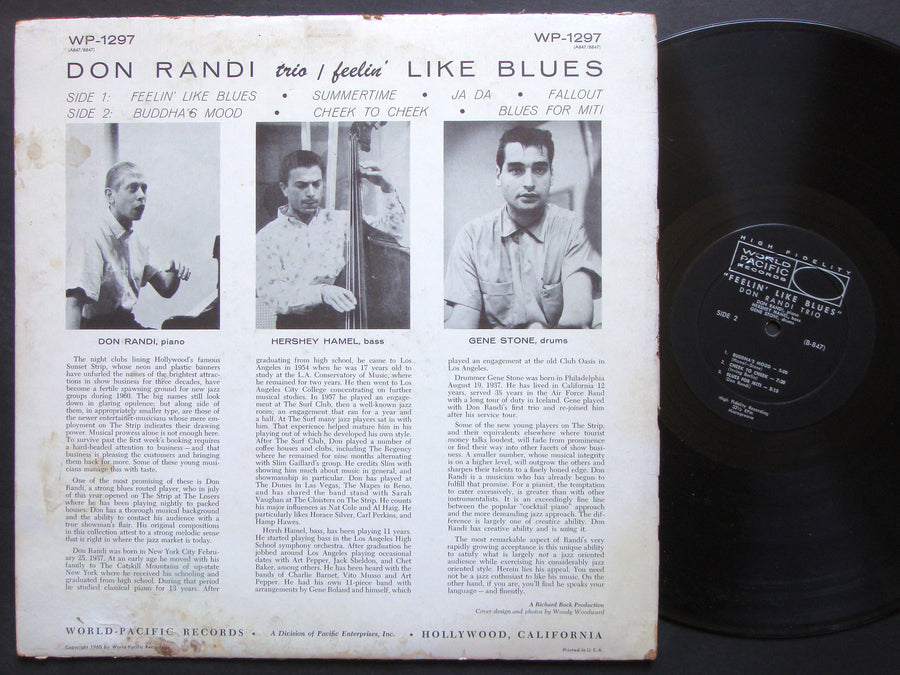 WP-1297
(A847/B847)
WP-1297
(A847/B847)
DON RANDI trio / feelin' LIKE BLUES
SIDE 1: FEELIN' LIKE BLUES • SUMMERTIME • JA DA • FALLOUT
SIDE 2: BUDDHA'S MOOD • CHEEK TO CHEEK • BLUES FOR MITI
DON RANDI, piano
HERSHEY HAMEL, bass
GENE STONE, drums
The night clubs lining Hollywood's famous
Sunset Strip, whose neon and plastic banners
have unfurled the names of the brightest attrac-
tions in show business for three decades, have
become a fertile spawning ground for new jazz
groups during 1960. The big names still look
down in glaring opulence, but along side of
them, in appropriately smaller type, are those of
the newer entertainer-musicians whose mere em-
ployment on The Strip indicates their drawing
power. Musical prowess alone is not enough here.
To survive past the first week's booking requires
a hard-headed attention to business – and that
business is pleasing the customers and bringing
them back for more. Some of these young musi-
cians manage this with taste.
One of the most promising of these is Don
Randi, a strong blues routed player, who in july
of this year opened on The Strip at The Losers
where he has been playing nightly to packed
houses. Don has a thorough musical background
and the ability to contact his audience with a
true showman's flair. His original compositions
in this collection attest to a strong melodic sense
that is right in where the jazz market is today.
Don Randi was born in New York City Febru-
ary 25, 1937. At an early age he moved with his
family to The Catskill Mountains of up-state
New York where he received his schooling and
graduated from high school. During that period
he studied classical piano for 13 years. After
graduating from high school, he came to Los
Angeles in 1954 when he was 17 years old to
study at the L.A. Conservatory of Music, where
he remained for two years. He then went to Los
Angeles City College concentrating on further
musical studies. In 1957 he played an engage-
ment at The Surf Club, then a well-known jazz
room; an engagement that ran for a year and
a half. At The Surf many jazz players sat in with
him. That experience helped mature him in his
playing out of which he developed his own style.
After The Surf Club, Don played a number of
coffee houses and clubs, including The Regency
where he remained for nine months alternating
with Slim Gaillard's group. He credits Slim with
showing him much about music in general, and
showmanship in particular. Don has played at
The Dunes in Las Vegas, The Mapes in Reno,
and has shared the band stand with Sarah
Vaughan at The Cloisters on The Strip. He counts
his major influences as Nat Cole and Al Haig. He
particularly likes Horace Silver, Carl Perkins, and
Hamp Hawes.
Hersh Hamel, bass, has been playing 11 years.
He started playing bass in the Los Angeles High
School symphony orchestra. After graduation he
jobbed around Los Angeles playing occasional
dates with Art Pepper, Jack Sheldon, and Chet
Baker, among others. He has been heard with the
bands of Charlie Barnet, Vito Musso and Art
Pepper. He had his own 11-piece band with
arrangements by Gene Roland and himself, which
played an engagement at the old Club Oasis in
Los Angeles.
Drummer Gene Stone was born in Philadelphia
August 19, 1937. He has lived in California 12
years, served 3½ years in the Air Force Band
with a long tour of duty in Iceland. Gene played
with Don Randi's first trio and re-joined him
after his service tour.
Some of the new young players on The Strip,
and their equivalents about town, where tourist
money talks loudest, will fade from prominence
or find their way into other facets of show busi-
ness. A smaller number, whose musical integrity
is on a higher level, will outgrow the others and
sharpen their talents to a finely honed edge. Don
Randi is a musician who has already begun to
fulfill that promise. For a pianist, the temptation
to cater excessively, is greater than with other
instrumentalists. It is an exceedingly fine line
between the popular "cocktail piano" approach
and the more demanding jazz approach. The dif-
ference is largely one of creative ability. Don
Randi has creative ability and is using it.
The most remarkable aspect of Randi's very
rapidly growing acceptance is this unique ability
to satisfy what is largely not a jazz oriented
audience while exercising his considerably jazz
oriented style. Herein lies his appeal. You need
not be a jazz enthusiast to like his music. On the
other hand, if you are, you'll find he speaks your
language – and fluently.
A Richard Bock Production
Cover design and photos by Woody Woodward
WORLD-PACIFIC RECORDS • A Division of Pacific Enterprises, Inc. • HOLLYWOOD, CALIFORNIA
Copyright 1960 by World-Pacific Records
Printed in U.S.A.
HIGH FIDELITY
WORLD
PACIFIC
RECORDS
"FEELIN' LIKE BLUES"
DON RANDI TRIO
DON RANDI, piano
HERSHEY HAMEL, bass
GENE STONE, drums
SIDE 2
(B-847)
1. BUDDHA'S MOOD
2. CHEEK TO CHEEK – 7:00
3. BLUES FOR MITI – 8:13
(Don Randi)
High Fidelity Recording
33⅓ RPM